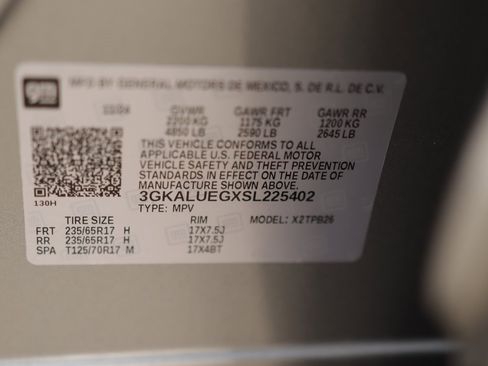 gm MFD BY GENERAL MOTORS DE MEXICO, S. DE R.L. DE C.V.
GVWR GAWR FRT GAWR RR
2200 KG 1175 KG 1200 KG
4850 LB 2590 LB 2645 LB
THIS VEHICLE CONFORMS TO ALL
APPLICABLE U.S. FEDERAL MOTOR
VEHICLE SAFETY AND THEFT PREVENTION
STANDARDS IN EFFECT ON THE DATE OF
MANUFACTURE SHOWN ABOVE.
130H
3GKALUEGXSL225402
TYPE: MPV
TIRE SIZE RIM MODEL: X2TPB26
FRT 235/65R17 H 17X7.5J
RR 235/65R17 H 17X7.5J
SPA T125/70R17 M 17X4BT